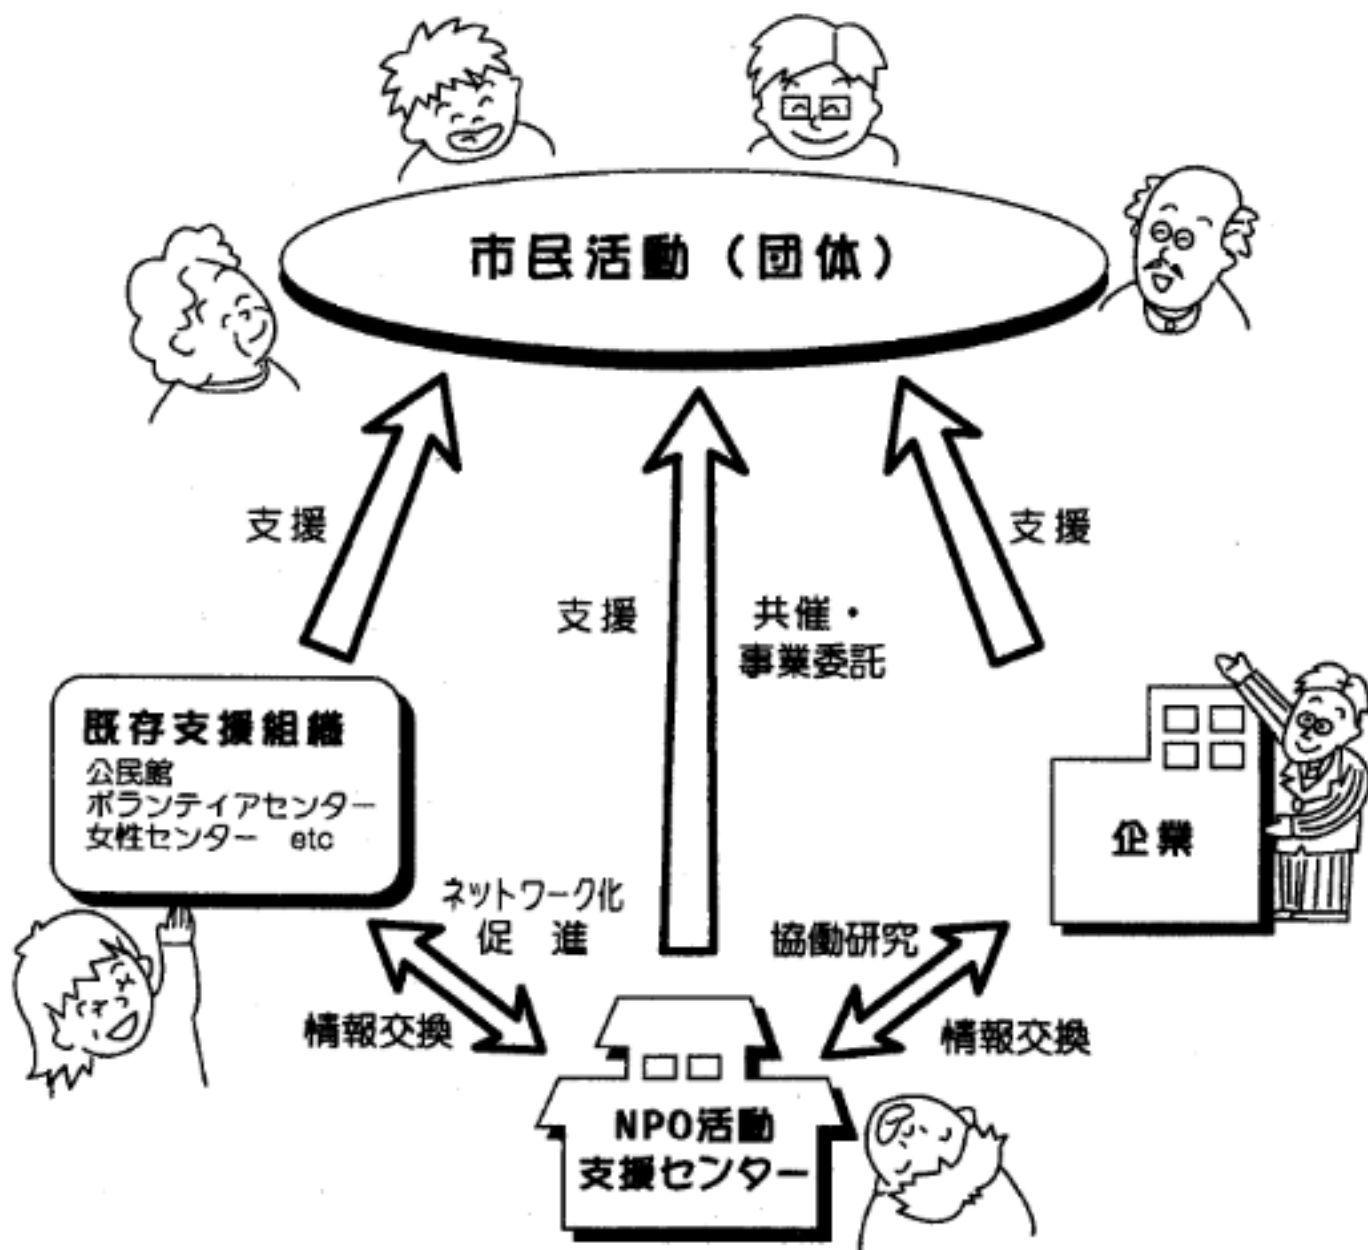 市民活動（団体）
支援
支援
支援
共催・
事業委託
既存支援組織
公民館
ボランティアセンター
女性センター　etc
企業
ネットワーク化
促　進
協働研究
情報交換
情報交換
NPO活動
支援センター